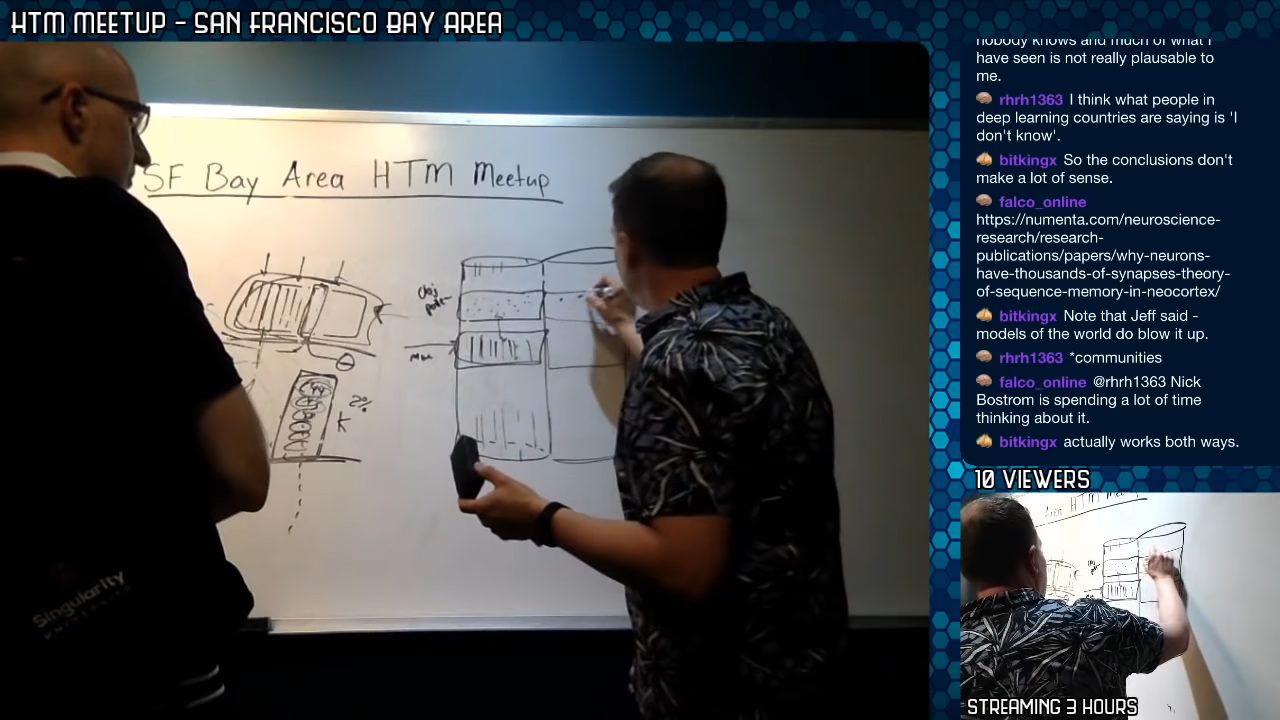 HTM MEETUP - SAN FRANCISCO BAY AREA
SF Bay Area HTM Meetup
2%
K
Singularity
nobody knows and much of what I
have seen is not really plausable to
me.
rhrh1363 I think what people in
deep learning countries are saying is 'I
don't know'.
bitkingx So the conclusions don't
make a lot of sense.
falco_online
https://numenta.com/neuroscience-
research/research-
publications/papers/why-neurons-
have-thousands-of-synapses-theory-
of-sequence-memory-in-neocortex/
bitkingx Note that Jeff said -
models of the world do blow it up.
rhrh1363 *communities
falco_online @rhrh1363 Nick
Bostrom is spending a lot of time
thinking about it.
bitkingx actually works both ways.
10 VIEWERS
Area HTM
STREAMING 3 HOURS